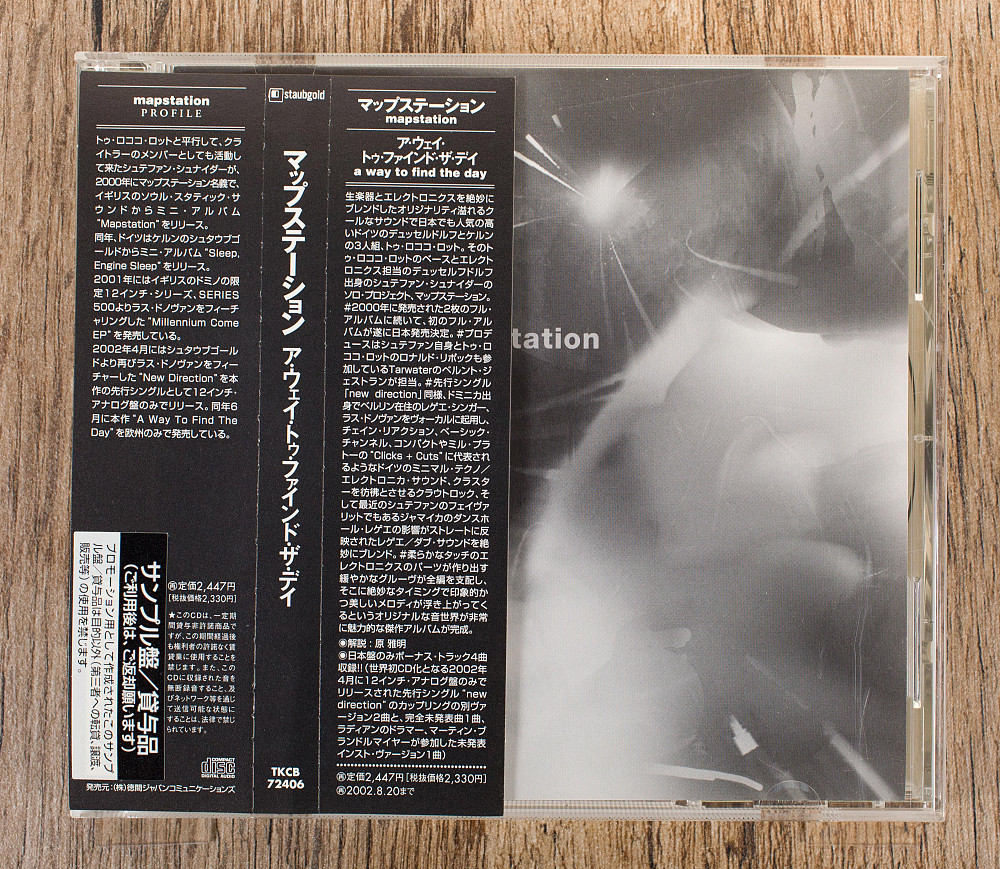 mapstation
PROFILE
トゥ・ロココ・ロットと平行して、クラ
イトラーのメンバーとしても活動し
て来たシュテファン・シュナイダーが、
2000年にマップステーション名義で、
イギリスのソウル・スタティック・サ
ウンドからミニ・アルバム
"Mapstation"をリリース。
同年、ドイツはケルンのシュタウブゴ
ールドからミニ・アルバム "Sleep,
Engine Sleep"をリリース。
2001年にはイギリスのドミノの限
定12インチ・シリーズ、SERIES
500よりラス・ドノヴァンをフィーチ
ャリングした "Millennium Come
EP" を発売している。
2002年4月にはシュタウブゴール
ドより再びラス・ドノヴァンをフィー
チャーした "New Direction" を本
作の先行シングルとして12インチ・
アナログ盤のみでリリース。同年6
月に本作 "A Way To Find The
Day"を欧州のみで発売している。
サンプル盤/貸与品
(ご利用後は、ご返却願います)
プロモーション用として作成されたこのサンプ
ル盤/貸与品は目的以外(第三者への転貸、譲渡、
販売等)の使用を禁じます。
㊢定価2,447円
[税抜価格2,330円]
★このCDは、一定期
間貸与非許諾商品で
すが、この期間経過後
も権利者の許諾なく賃
貸業に使用することを
禁じます。また、この
CDに収録された音を
無断録音すること、及
びネットワーク等を通じ
て送信可能な状態に
することは、法律で禁じ
られています。
COMPACT
disc
DIGITAL AUDIO
発売元:(株)徳間ジャパンコミュニケーションズ
staubgold
マップステーション ア・ウェイ・トゥ・ファインド・ザ・デイ
TKCB
72406
マップステーション
mapstation
ア・ウェイ・
トゥ・ファインド・ザ・デイ
a way to find the day
生楽器とエレクトロニクスを絶妙に
ブレンドしたオリジナリティ溢れるク
ールなサウンドで日本でも人気の高
いドイツのデュッセルドルフとケルン
の3人組、トゥ・ロココ・ロット。そのト
ゥ・ロココ・ロットのベースとエレクト
ロニクス担当のデュッセルフドルフ
出身のシュテファン・シュナイダーの
ソロ・プロジェクト、マップステーション。
#2000年に発売された2枚のフル・
アルバムに続いて、初のフル・アル
バムが遂に日本発売決定。#プロデ
ュースはシュテファン自身とトゥ・ロ
ココ・ロットのロナルド・リポックも参
加しているTarwaterのベルント・ジ
ェストランが担当。#先行シングル
「new direction」同様、ドミニカ出
身でベルリン在住のレゲエ・シンガー、
ラス・ドノヴァンをヴォーカルに起用し、
チェイン・リアクション、ベーシック・
チャンネル、コンパクトやミル・プラ
トーの "Clicks + Cuts" に代表され
るようなドイツのミニマル・テクノ/
エレクトロニカ・サウンド、クラスタ
ーを彷彿とさせるクラウトロック、そ
して最近のシュテファンのフェイヴァ
リットでもあるジャマイカのダンスホ
ール・レゲエの影響がストレートに反
映されたレゲエ/ダブ・サウンドを絶
妙にブレンド。#柔らかなタッチのエ
レクトロニクスのパーツが作り出す
緩やかなグルーヴが全編を支配し、
そこに絶妙なタイミングで印象的か
つ美しいメロディが浮き上がってく
るというオリジナルな音世界が非常
に魅力的な傑作アルバムが完成。
◉解説:原 雅明
◉日本盤のみボーナス・トラック4曲
収録!!(世界初CD化となる2002年
4月に12インチ・アナログ盤のみで
リリースされた先行シングル "new
direction" のカップリングの別ヴァ
ージョン2曲と、完全未発表曲1曲、
ラディアンのドラマー、マーティン・ブ
ランドルマイヤーが参加した未発表
インスト・ヴァージョン1曲)
㊢定価2,447円[税抜価格2,330円]
㊢2002.8.20まで
tation